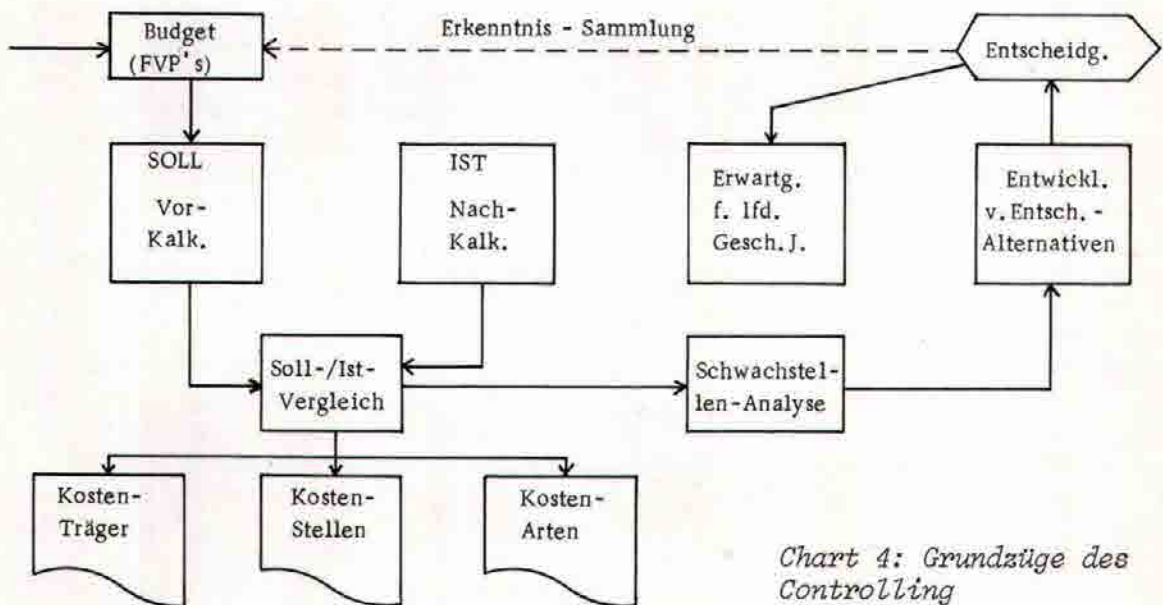 Budget
(FVP's)
Erkenntnis - Sammlung
Entscheidg.
SOLL
Vor-
Kalk.
IST
Nach-
Kalk.
Erwartg.
f. lfd.
Gesch. J.
Entwickl.
v. Entsch. -
Alternativen
Soll-/Ist-
Vergleich
Schwachstel-
len-Analyse
Kosten-
Träger
Kosten-
Stellen
Kosten-
Arten
Chart 4: Grundzüge des
Controlling